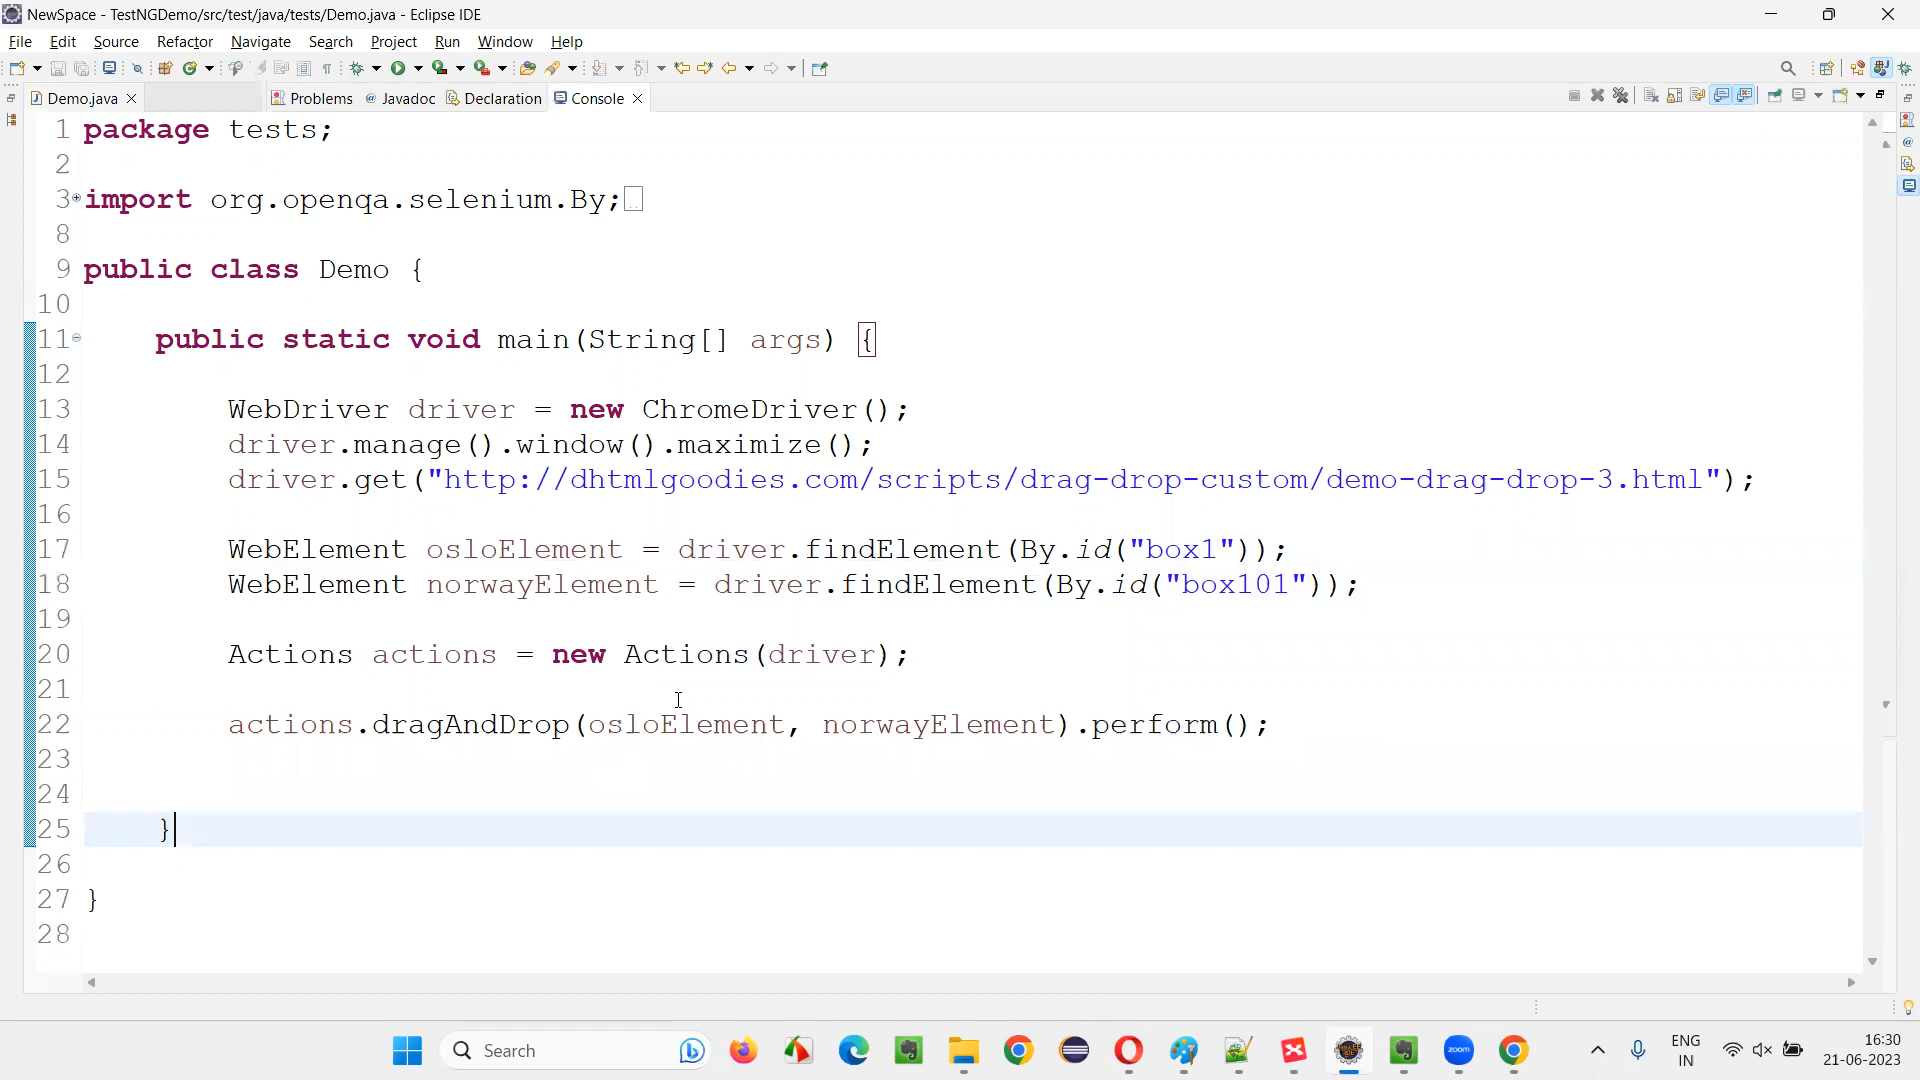 NewSpace - TestNGDemo/src/test/java/tests/Demo.java - Eclipse IDE
File Edit Source Refactor Navigate Search Project Run Window Help
Demo.java Problems @ Javadoc Declaration Console
1 package tests;
2
3 import org.openqa.selenium.By;
8
9 public class Demo {
10
11 public static void main(String[] args) {
12
13 WebDriver driver = new ChromeDriver();
14 driver.manage().window().maximize();
15 driver.get("http://dhtmlgoodies.com/scripts/drag-drop-custom/demo-drag-drop-3.html");
16
17 WebElement osloElement = driver.findElement(By.id("box1"));
18 WebElement norwayElement = driver.findElement(By.id("box101"));
19
20 Actions actions = new Actions(driver);
21
22 actions.dragAndDrop(osloElement, norwayElement).perform();
23
24
25 }
26
27 }
28
Search zoom ENG 16:30
IN 21-06-2023